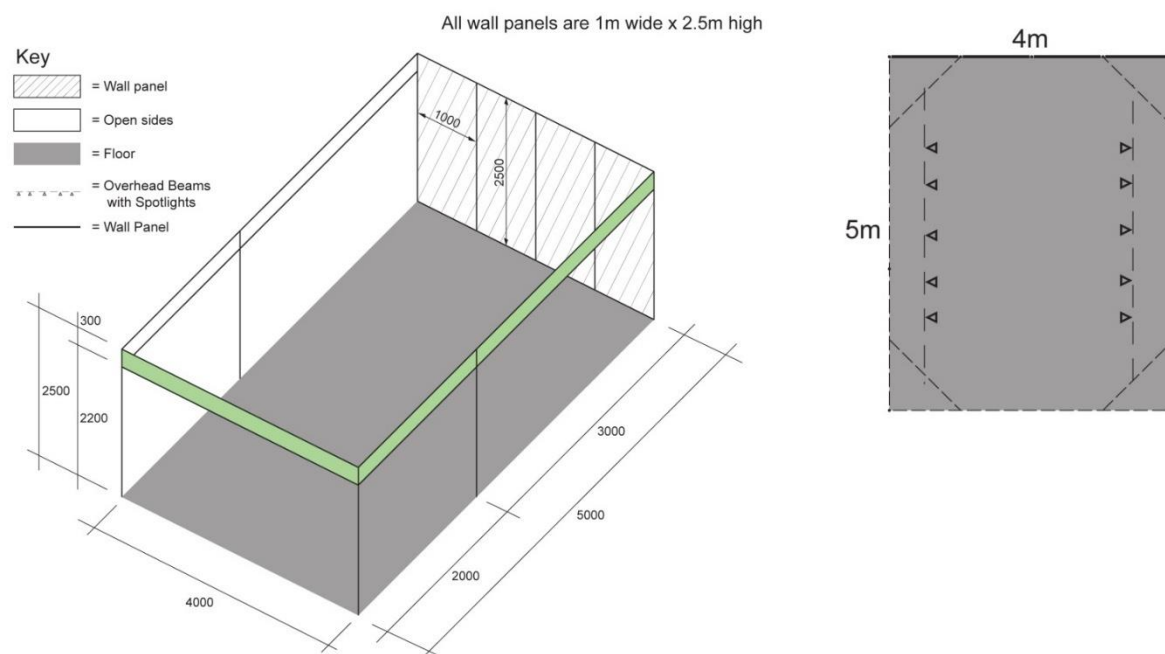 All wall panels are 1m wide x 2.5m high
Key
= Wall panel
= Open sides
= Floor
= Overhead Beams
with Spotlights
= Wall Panel
1000
2500
300
2500
2200
4000
2000
3000
5000
4m
5m